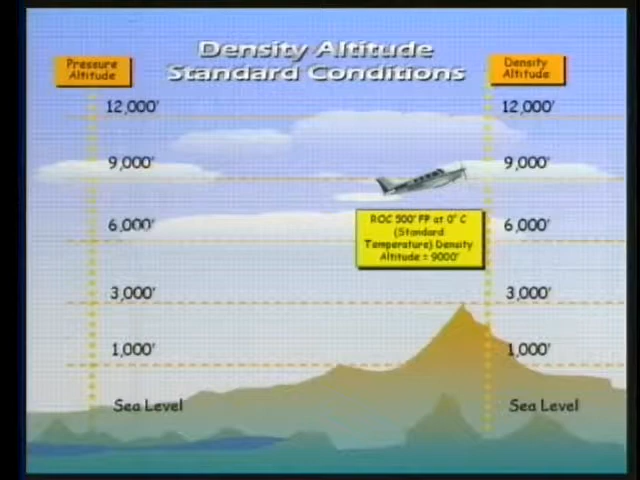 Density Altitude
Standard Conditions
Pressure
Altitude
Density
Altitude
12,000'
12,000'
9,000'
9,000'
6,000'
6,000'
ROC 500' FP at 0° C
(Standard
Temperature) Density
Altitude = 9000'
3,000'
3,000'
1,000'
1,000'
Sea Level
Sea Level